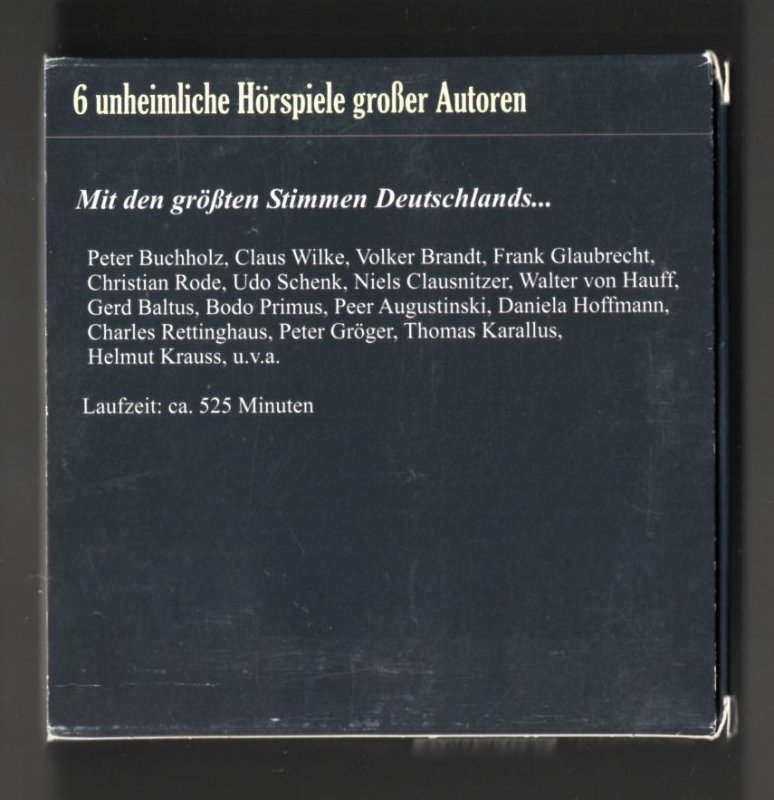 6 unheimliche Hörspiele großer Autoren
Mit den größten Stimmen Deutschlands...
Peter Buchholz, Claus Wilke, Volker Brandt, Frank Glaubrecht,
Christian Rode, Udo Schenk, Niels Clausnitzer, Walter von Hauff,
Gerd Baltus, Bodo Primus, Peer Augustinski, Daniela Hoffmann,
Charles Rettinghaus, Peter Gröger, Thomas Karallus,
Helmut Krauss, u.v.a.
Laufzeit: ca. 525 Minuten